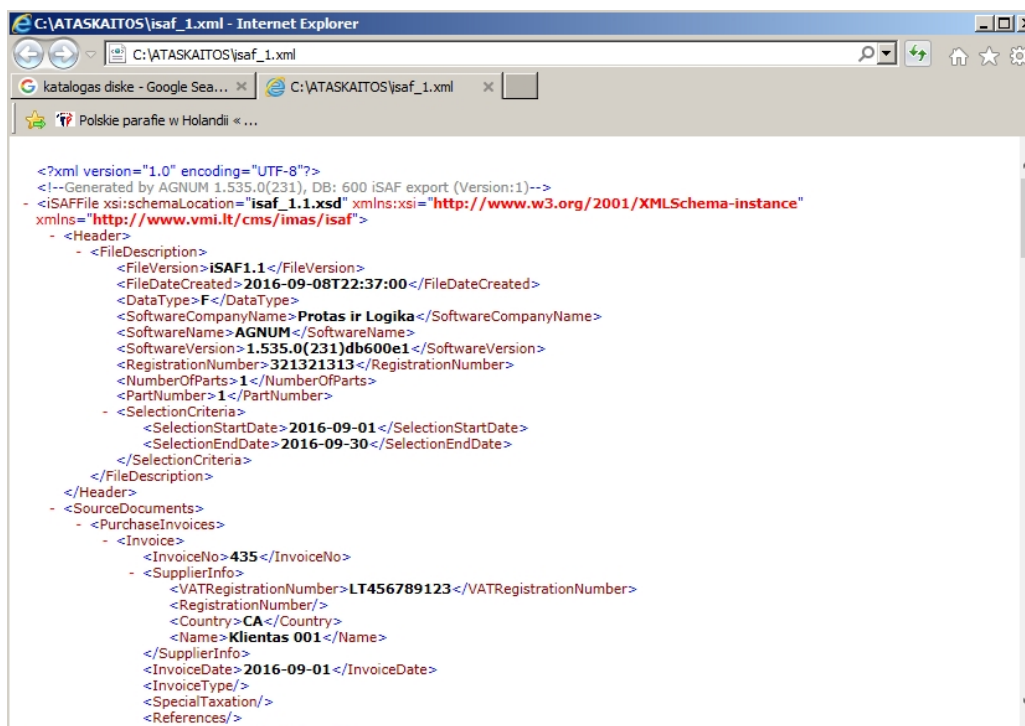 C:\ATASKAITOS\isaf_1.xml - Internet Explorer
C:\ATASKAITOS\isaf_1.xml
katalogas diske - Google Sea...
C:\ATASKAITOS\isaf_1.xml
Polskie parafie w Holandii « ...
<?xml version="1.0" encoding="UTF-8"?>
<!--Generated by AGNUM 1.535.0(231), DB: 600 iSAF export (Version:1)-->
- <iSAFFile xsi:schemaLocation="isaf_1.1.xsd" xmlns:xsi="http://www.w3.org/2001/XMLSchema-instance"
xmlns="http://www.vmi.lt/cms/imas/isaf">
- <Header>
- <FileDescription>
<FileVersion>iSAF1.1</FileVersion>
<FileDateCreated>2016-09-08T22:37:00</FileDateCreated>
<DataType>F</DataType>
<SoftwareCompanyName>Protas ir Logika</SoftwareCompanyName>
<SoftwareName>AGNUM</SoftwareName>
<SoftwareVersion>1.535.0(231)db600e1</SoftwareVersion>
<RegistrationNumber>321321313</RegistrationNumber>
<NumberOfParts>1</NumberOfParts>
<PartNumber>1</PartNumber>
- <SelectionCriteria>
<SelectionStartDate>2016-09-01</SelectionStartDate>
<SelectionEndDate>2016-09-30</SelectionEndDate>
</SelectionCriteria>
</FileDescription>
</Header>
- <SourceDocuments>
- <PurchaseInvoices>
- <Invoice>
<InvoiceNo>435</InvoiceNo>
- <SupplierInfo>
<VATRegistrationNumber>LT456789123</VATRegistrationNumber>
<RegistrationNumber/>
<Country>CA</Country>
<Name>Klientas 001</Name>
</SupplierInfo>
<InvoiceDate>2016-09-01</InvoiceDate>
<InvoiceType/>
<SpecialTaxation/>
<References/>